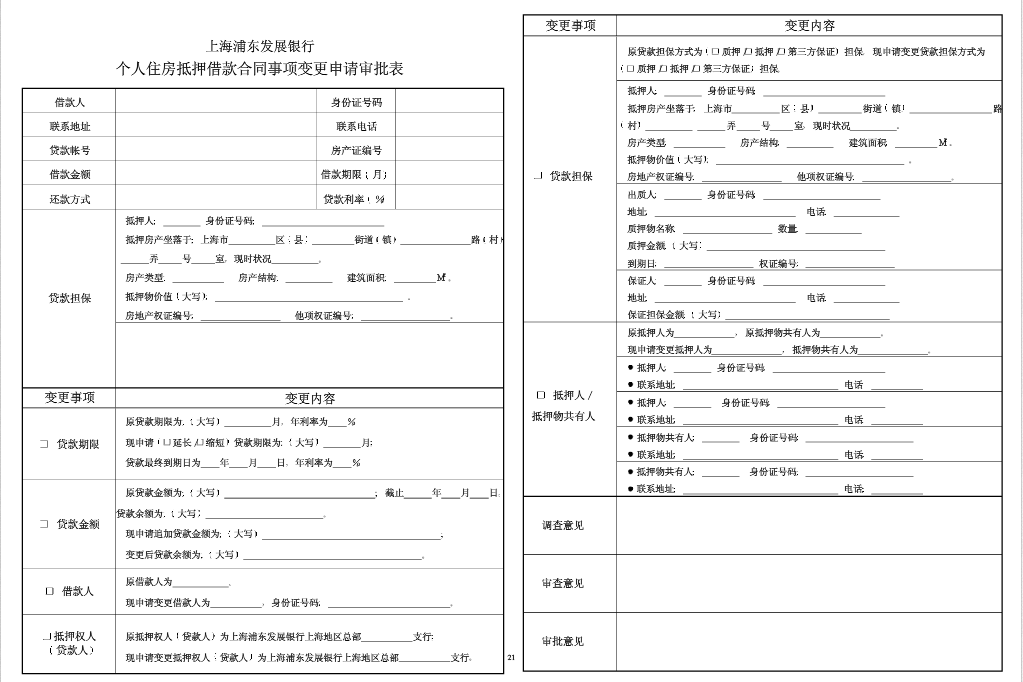 上海浦东发展银行
个人住房抵押借款合同事项变更申请审批表
借款人 身份证号码
联系地址 联系电话
贷款帐号 房产证编号
借款金额 借款期限（月）
还款方式 贷款利率（%
贷款担保
抵押人：________ 身份证号码：__________________________
抵押房产坐落于：上海市__________区（县）_________街道（镇）_______________路（村）
______弄_____号_____室，现时状况__________。
房产类型：___________ 房产结构：__________ 建筑面积：_________M²。
抵押物价值（大写）：________________________________________ 。
房地产权证编号：_________________ 他项权证编号：___________________。
变更事项 变更内容
□ 贷款期限
原贷款期限为：（大写）__________月，年利率为____%
现申请（□延长/□缩短）贷款期限为：（大写）________月；
贷款最终到期日为____年____月____日，年利率为____%
□ 贷款金额
原贷款金额为：（大写）________________________________；截止______年____月____日，
贷款余额为：（大写）_________________________。
现申请追加贷款金额为：（大写）______________________________________；
变更后贷款余额为：（大写）______________________________________。
□ 借款人
原借款人为____________。
现申请变更借款人为___________，身份证号码：__________________________。
□抵押权人
（贷款人）
原抵押权人（贷款人）为上海浦东发展银行上海地区总部___________支行；
现申请变更抵押权人（贷款人）为上海浦东发展银行上海地区总部___________支行。
21
变更事项 变更内容
□ 贷款担保
原贷款担保方式为（□质押/□抵押/□第三方保证）担保，现申请变更贷款担保方式为
（□质押/□抵押/□第三方保证）担保。
抵押人：________ 身份证号码：__________________________
抵押房产坐落于：上海市__________区（县）_________街道（镇）__________________路
（村）__________ ______弄_____号_____室，现时状况__________。
房产类型：___________ 房产结构：__________ 建筑面积：_________M²。
抵押物价值（大写）：________________________________________ 。
房地产权证编号：_________________ 他项权证编号：___________________。
出质人：________ 身份证号码：__________________________
地址：______________________________ 电话：______________
质押物名称：_________________________ 数量：__________________
质押金额：（大写）：______________________________________
到期日：___________________ 权证编号：_________________________
保证人：________ 身份证号码：__________________________
地址：______________________________ 电话：______________
保证担保金额：（大写）___________________________________
□ 抵押人/
抵押物共有人
原抵押人为_____________，原抵押物共有人为_____________。
现申请变更抵押人为_______________，抵押物共有人为_______________。
●抵押人：________ 身份证号码：________________________
●联系地址：__________________________________ 电话：___________
●抵押人：________ 身份证号码：_______________________
●联系地址：__________________________________ 电话：___________
●抵押物共有人：________ 身份证号码：_________________
●联系地址：__________________________________ 电话：___________
●抵押物共有人：________ 身份证号码：_________________
●联系地址：__________________________________ 电话：___________
调查意见
审查意见
审批意见